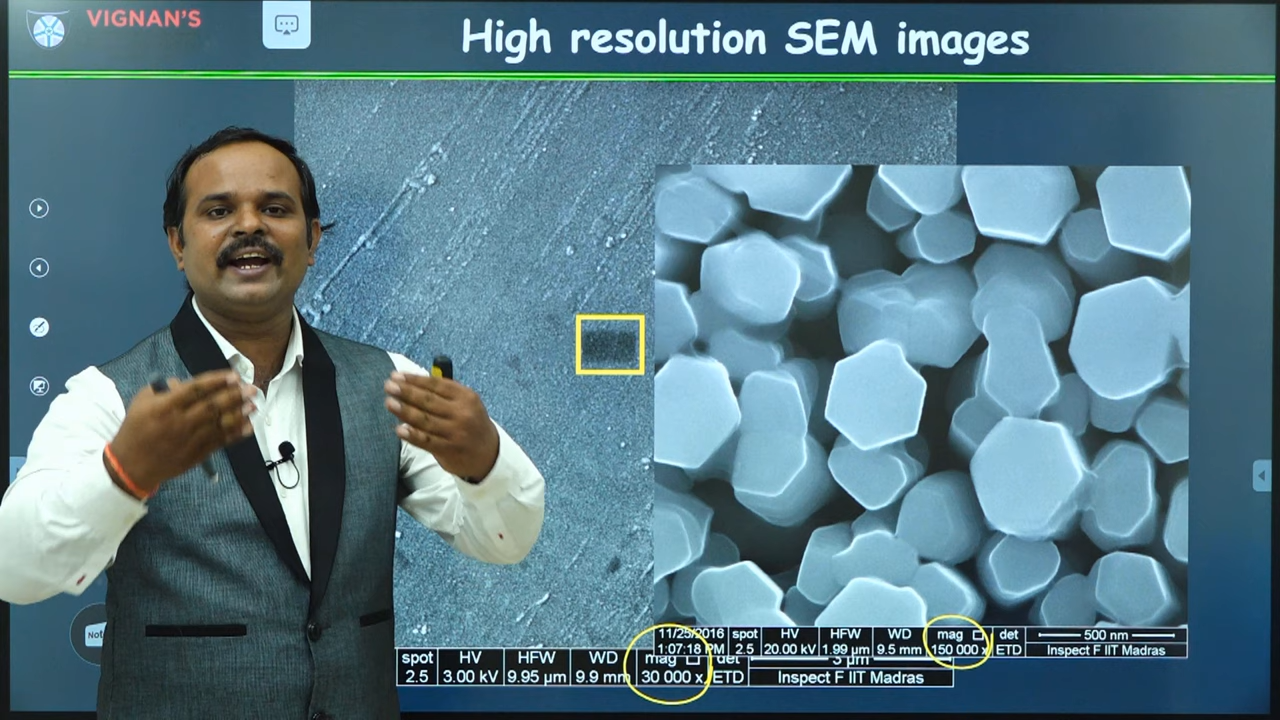 VIGNAN'S
High resolution SEM images
11/25/2016 spot HV HFW WD mag det 500 nm
1:07:18 PM 2.5 20.00 kV 1.99 µm 9.5 mm 150 000 x ETD Inspect F IIT Madras
spot HV HFW WD mag det 3 µm
2.5 3.00 kV 9.95 µm 9.9 mm 30 000 x ETD Inspect F IIT Madras
Not